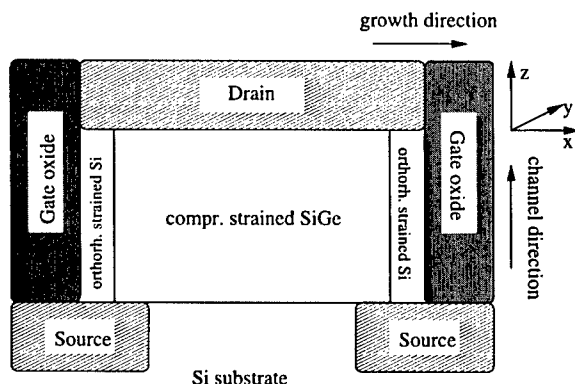 growth direction
Drain
z
y
x
Gate oxide
orthorh. strained Si
compr. strained SiGe
orthorh. strained Si
Gate oxide
channel direction
Source
Source
Si substrate